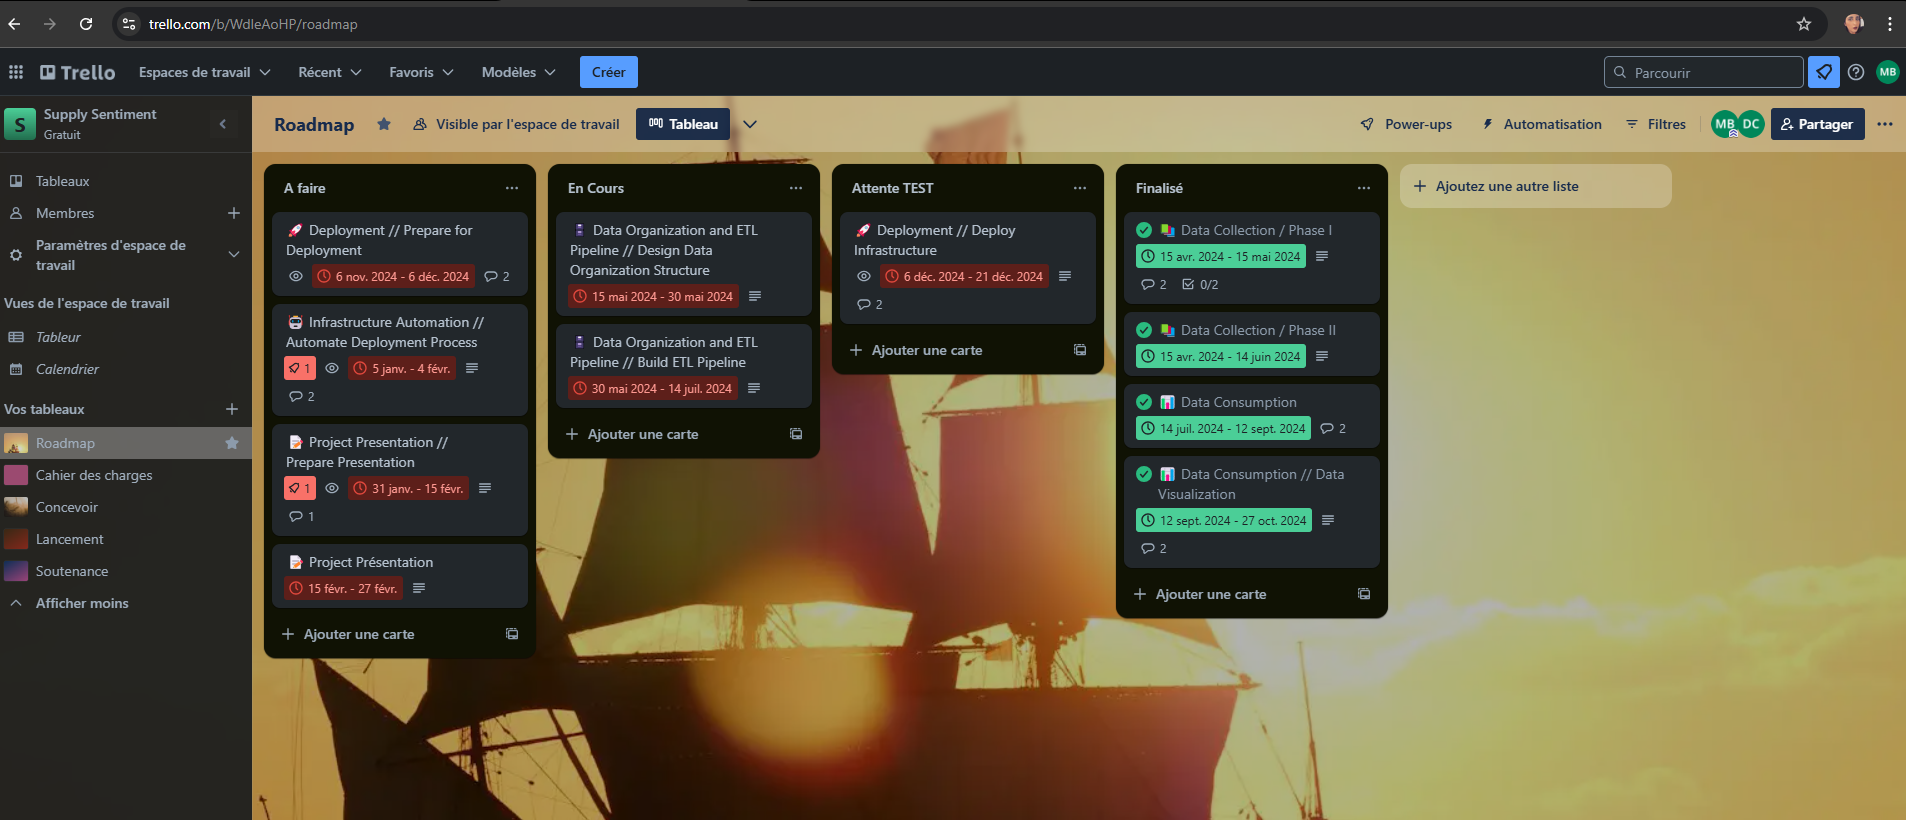 trello.com/b/WdleAoHP/roadmap
Trello
Espaces de travail
Récent
Favoris
Modèles
Créer
Parcourir
MB
S
Supply Sentiment
Gratuit
Roadmap
Visible par l'espace de travail
Tableau
Power-ups
Automatisation
Filtres
MB
DC
Partager
Tableaux
Membres
Paramètres d'espace de
travail
Vues de l'espace de travail
Tableur
Calendrier
Vos tableaux
Roadmap
Cahier des charges
Concevoir
Lancement
Soutenance
Afficher moins
A faire
Deployment // Prepare for
Deployment
6 nov. 2024 - 6 déc. 2024
2
Infrastructure Automation //
Automate Deployment Process
1
5 janv. - 4 févr.
2
Project Presentation //
Prepare Presentation
1
31 janv. - 15 févr.
1
Project Présentation
15 févr. - 27 févr.
Ajouter une carte
En Cours
Data Organization and ETL
Pipeline // Design Data
Organization Structure
15 mai 2024 - 30 mai 2024
Data Organization and ETL
Pipeline // Build ETL Pipeline
30 mai 2024 - 14 juil. 2024
Ajouter une carte
Attente TEST
Deployment // Deploy
Infrastructure
6 déc. 2024 - 21 déc. 2024
2
Ajouter une carte
Finalisé
Data Collection / Phase I
15 avr. 2024 - 15 mai 2024
2
0/2
Data Collection / Phase II
15 avr. 2024 - 14 juin 2024
Data Consumption
14 juil. 2024 - 12 sept. 2024
2
Data Consumption // Data
Visualization
12 sept. 2024 - 27 oct. 2024
2
Ajouter une carte
Ajoutez une autre liste